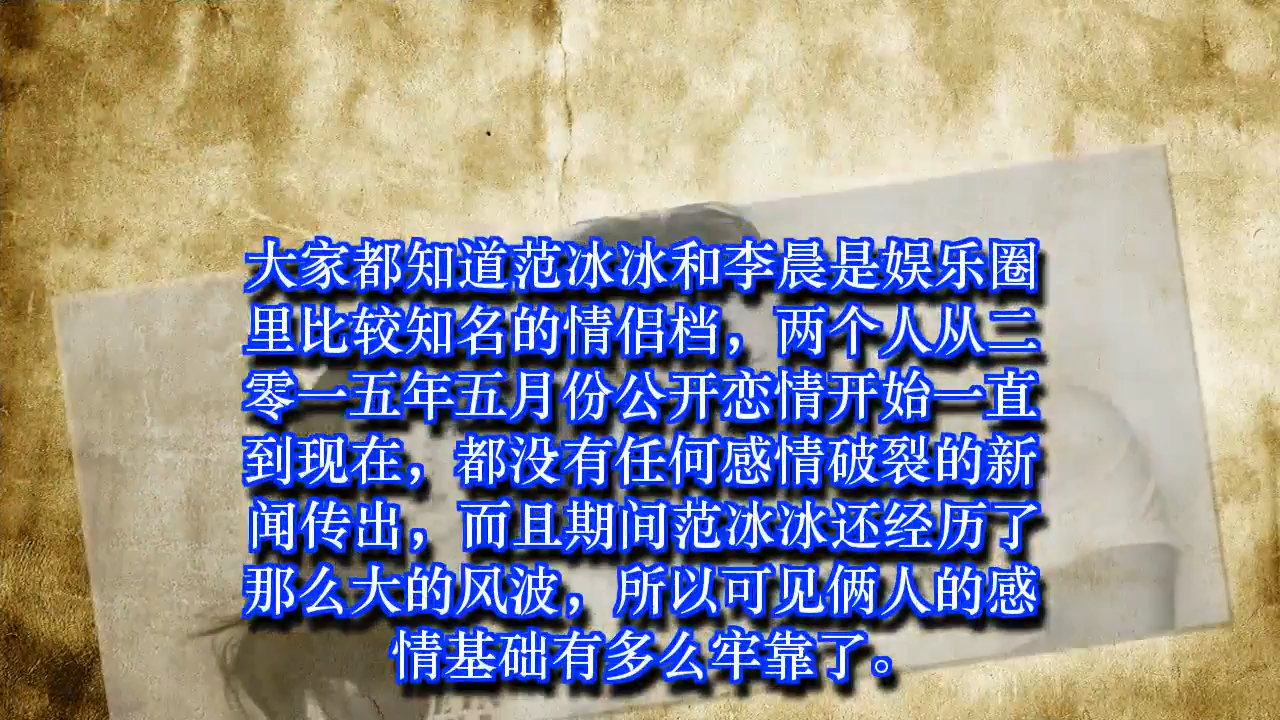 大家都知道范冰冰和李晨是娱乐圈
里比较知名的情侣档，两个人从二
零一五年五月份公开恋情开始一直
到现在，都没有任何感情破裂的新
闻传出，而且期间范冰冰还经历了
那么大的风波，所以可见俩人的感
情基础有多么牢靠了。